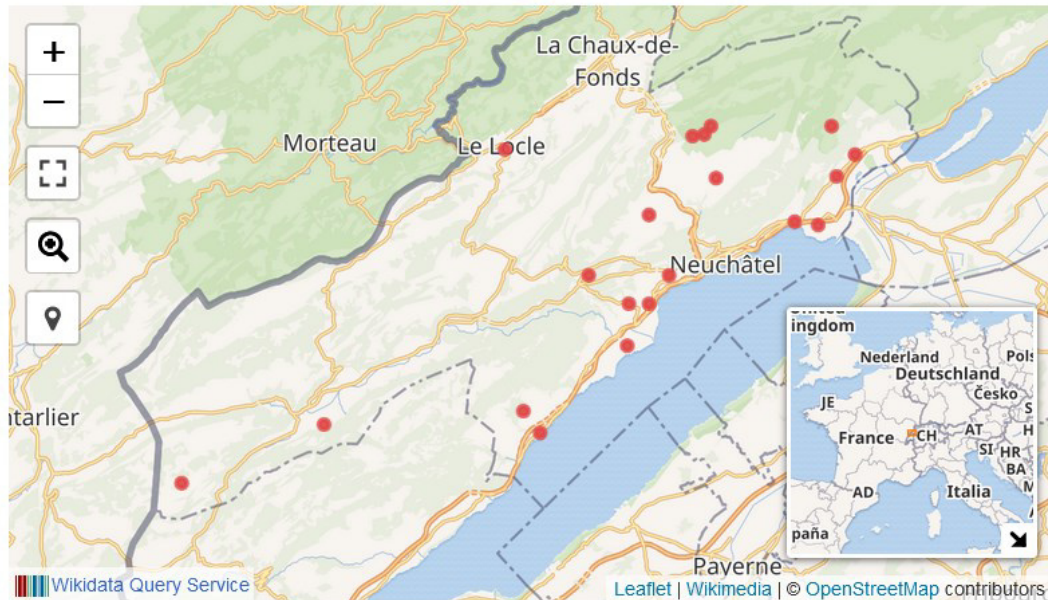 +
−
La Chaux-de-
Fonds
Morteau
Le Locle
Neuchâtel
ntarlier
Payerne
ingdom
Nederland
Pols
Deutschland
JE
Česko
France
CH
AT
SI
HR
BA
AD
Italia
paña
Wikidata Query Service
Leaflet | Wikimedia | © OpenStreetMap contributors